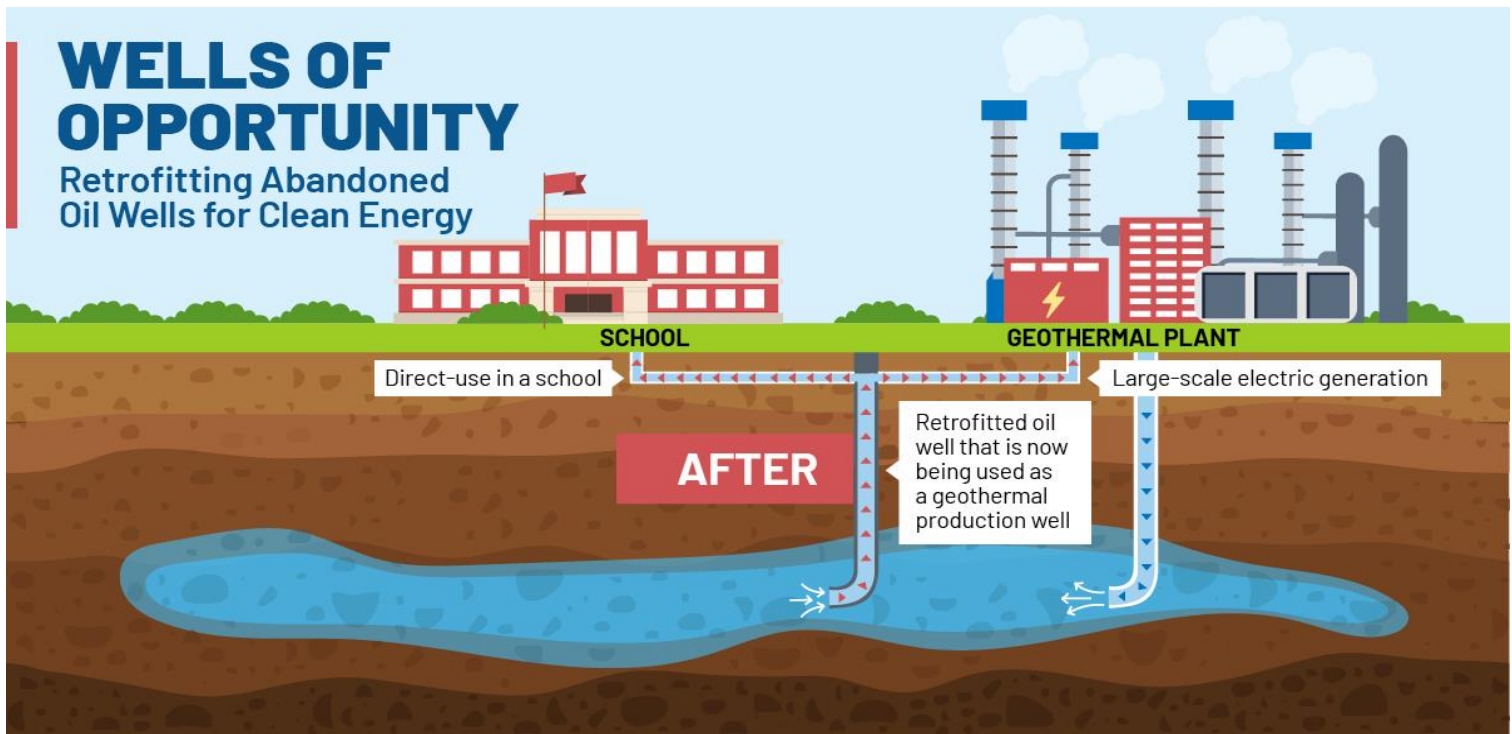 WELLS OF
OPPORTUNITY
Retrofitting Abandoned
Oil Wells for Clean Energy
SCHOOL
GEOTHERMAL PLANT
Direct-use in a school
Large-scale electric generation
AFTER
Retrofitted oil
well that is now
being used as
a geothermal
production well